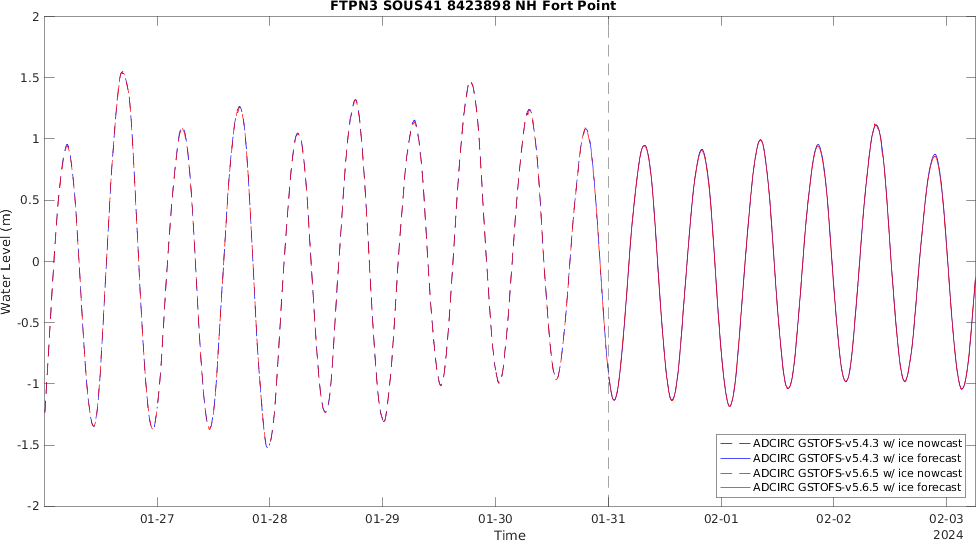 FTPN3 SOUS41 8423898 NH Fort Point
2
1.5
1
0.5
0
-0.5
-1
-1.5
-2
Water Level (m)
ADCIRC GSTOFS-v5.4.3 w/ ice nowcast
ADCIRC GSTOFS-v5.4.3 w/ ice forecast
ADCIRC GSTOFS-v5.6.5 w/ ice nowcast
ADCIRC GSTOFS-v5.6.5 w/ ice forecast
01-27 01-28 01-29 01-30 01-31 02-01 02-02 02-03
Time 2024